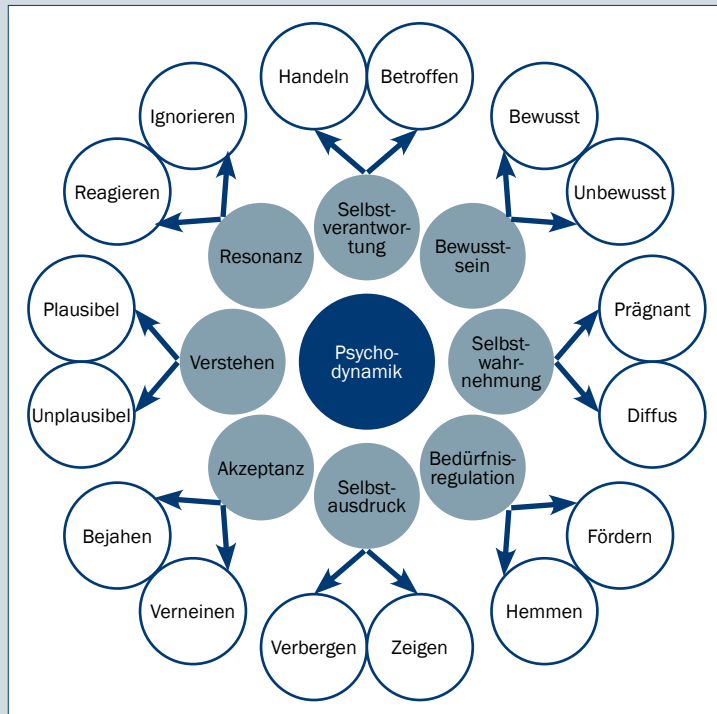 Handeln
Betroffen
Ignorieren
Bewusst
Reagieren
Unbewusst
Selbst-
verantwor-
tung
Resonanz
Bewusst-
sein
Plausibel
Prägnant
Verstehen
Psycho-
dynamik
Selbst-
wahr-
nehmung
Unplausibel
Diffus
Akzeptanz
Selbst-
ausdruck
Bedürfnis-
regulation
Bejahen
Fördern
Verneinen
Hemmen
Verbergen
Zeigen